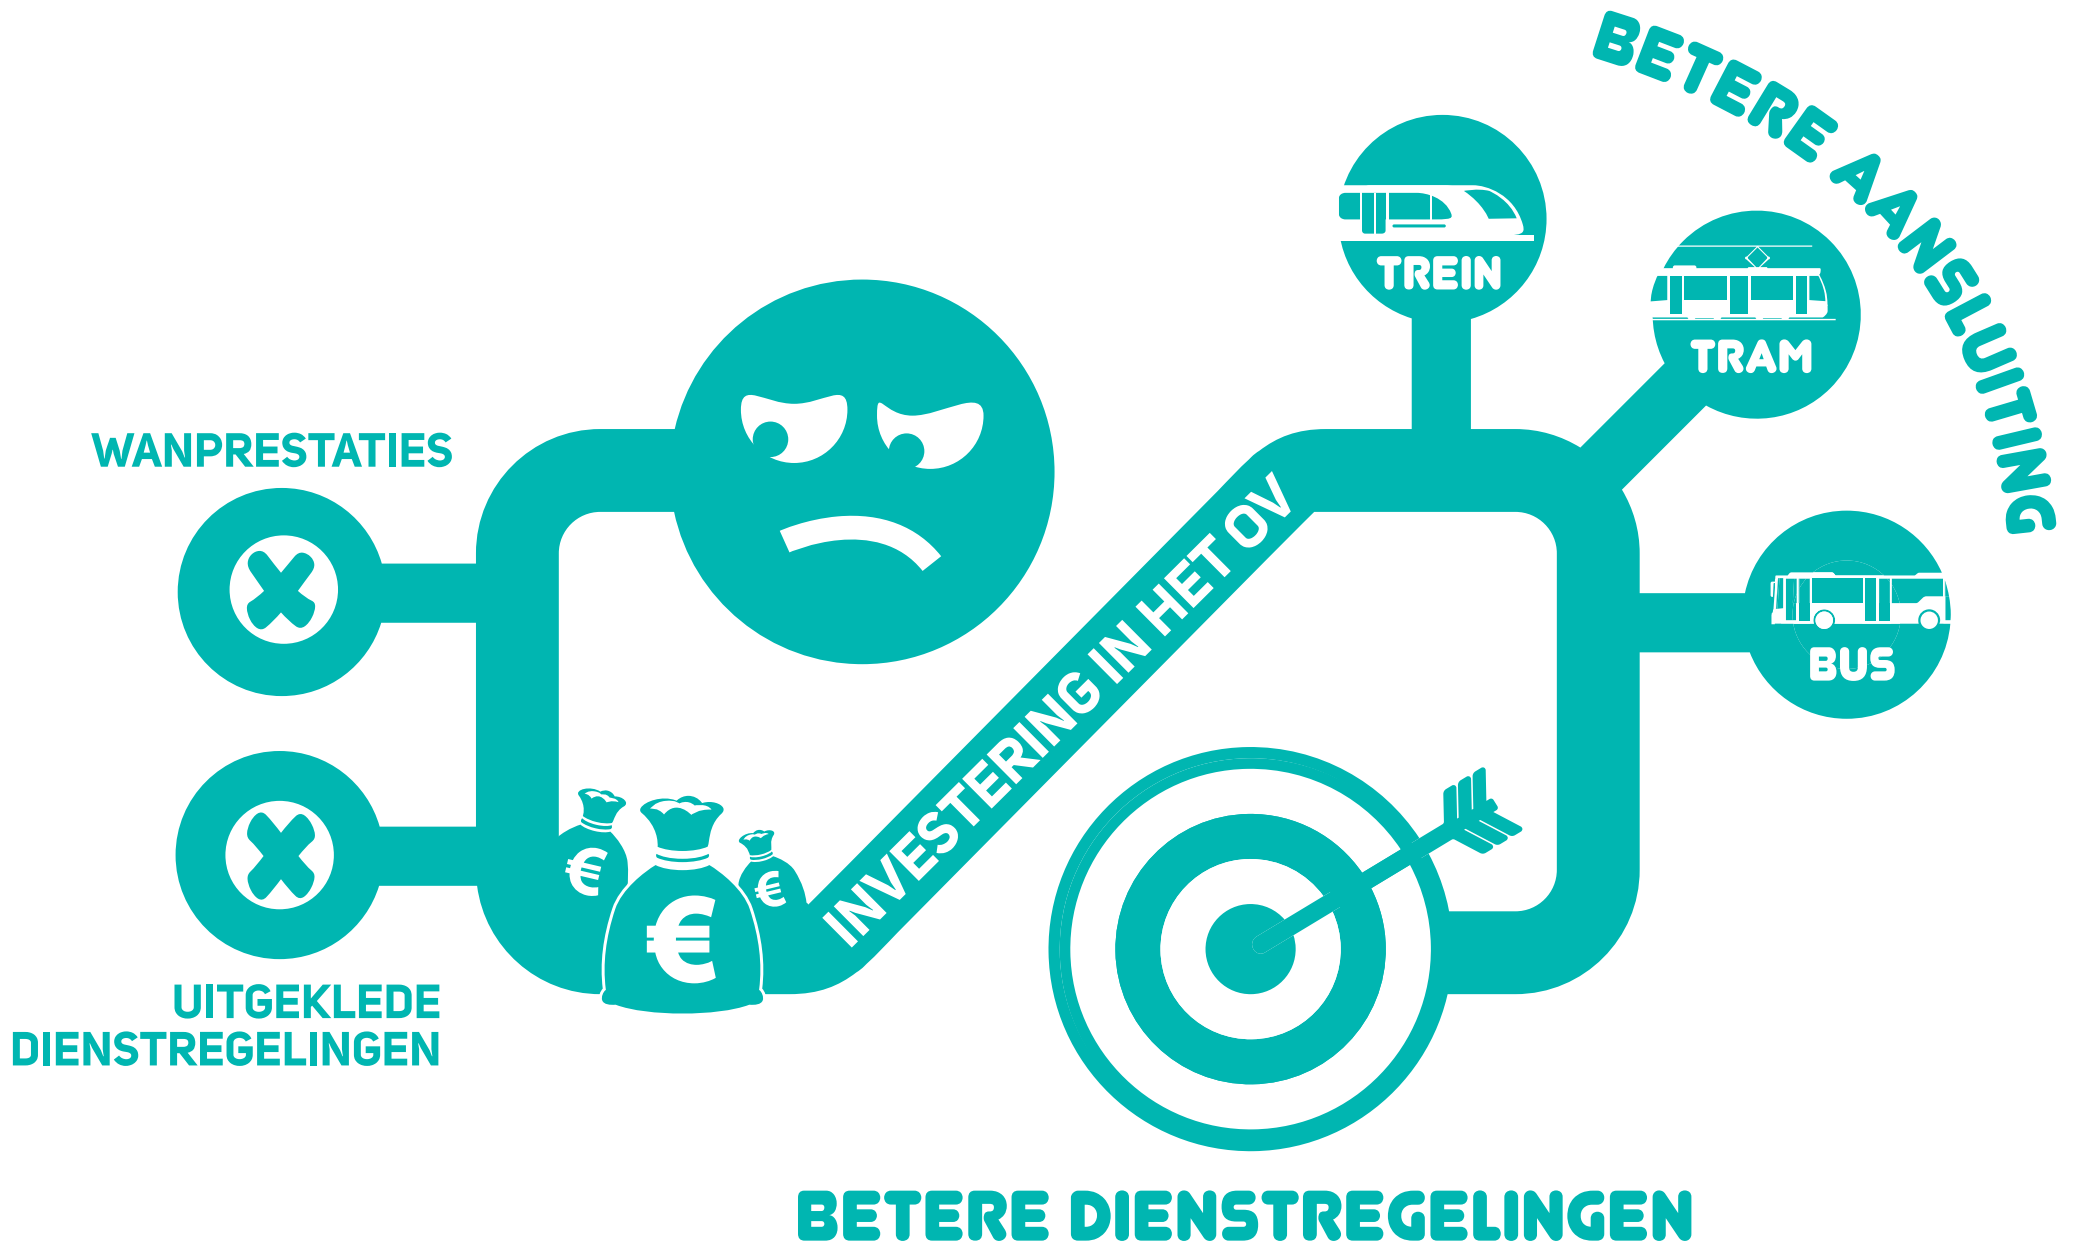 WANPRESTATIES
UITGEKLEDE
DIENSTREGELINGEN
€
€
€
INVESTERING IN HET OV
TREIN
TRAM
BUS
BETERE AANSLUITING
BETERE DIENSTREGELINGEN